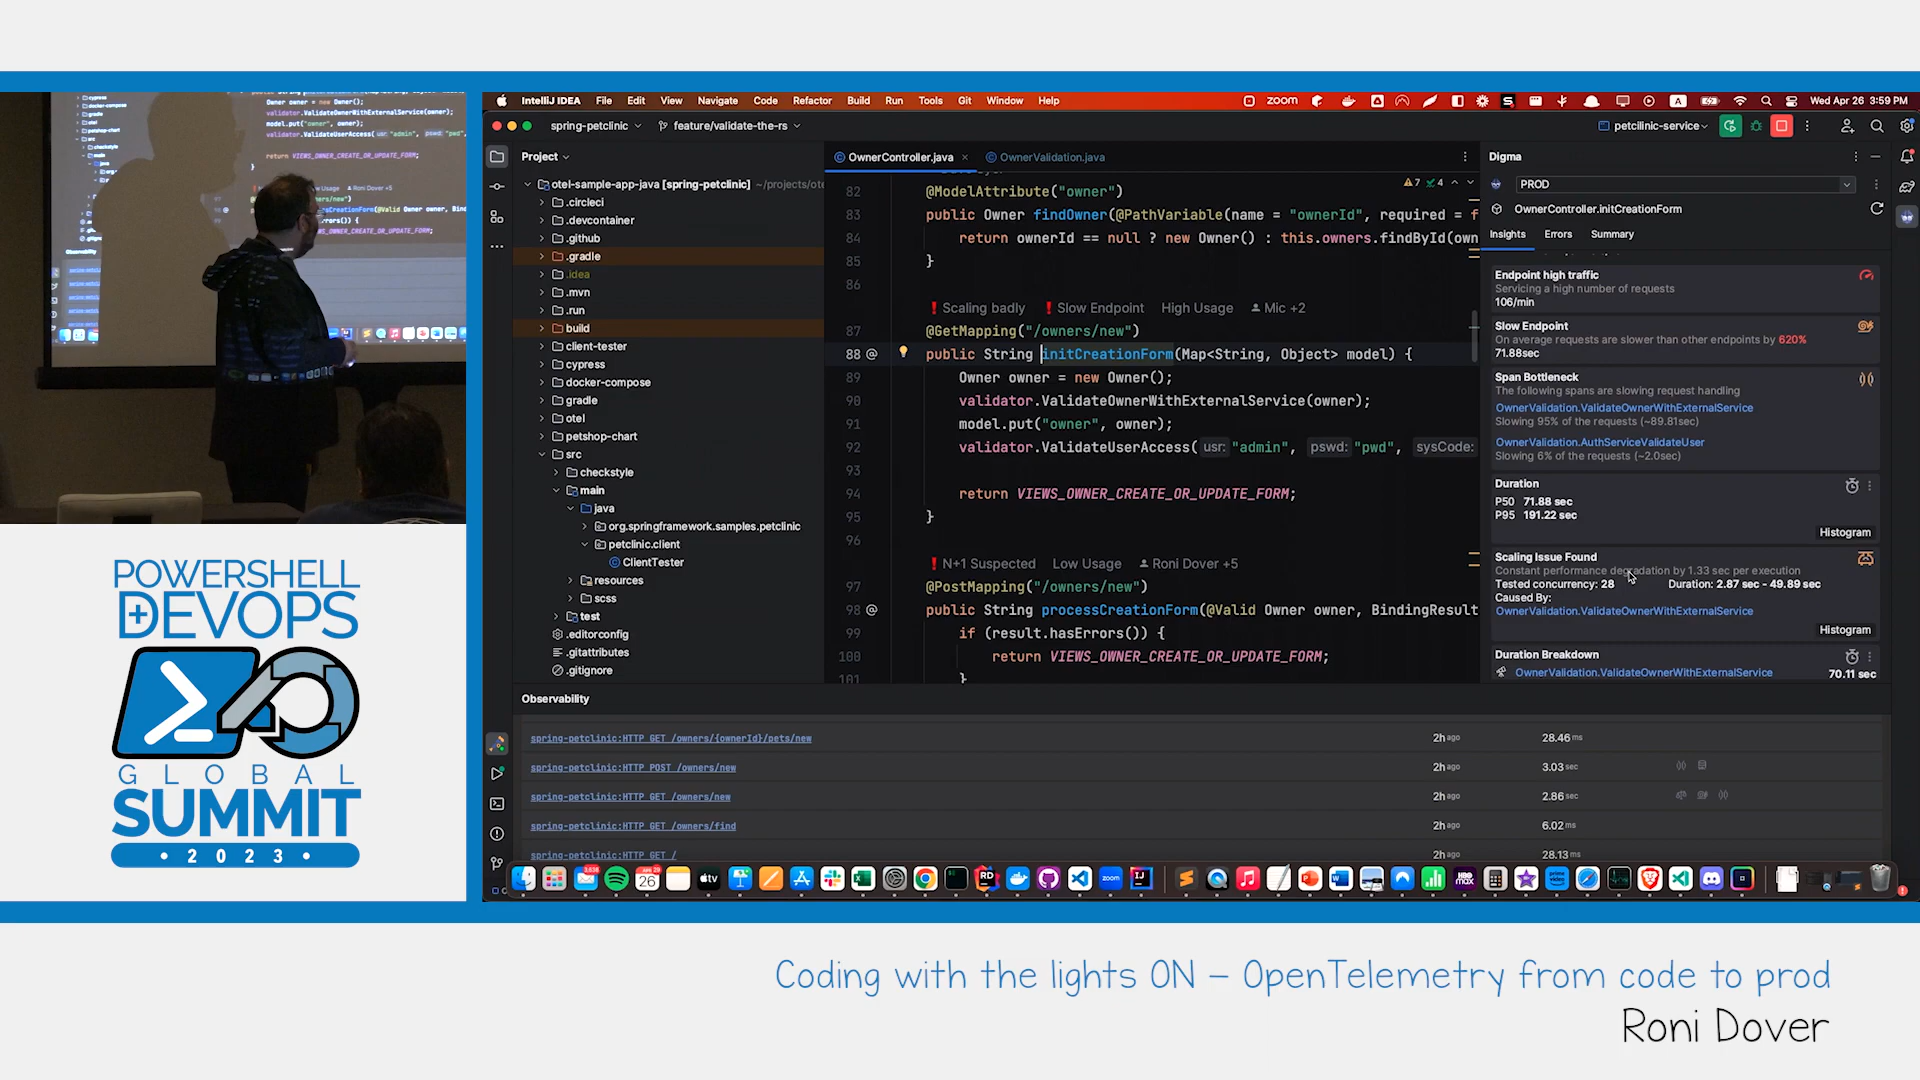 IntelliJ IDEA File Edit View Navigate Code Refactor Build Run Tools Git Window Help
zoom
A
Wed Apr 26 3:59 PM
spring-petclinic
feature/validate-the-rs
petcilinic-service
Project
otel-sample-app-java [spring-petclinic] ~/projects/ote
.circleci
.devcontainer
.github
.gradle
.idea
.mvn
.run
build
client-tester
cypress
docker-compose
gradle
otel
petshop-chart
src
checkstyle
main
java
org.springframework.samples.petclinic
petclinic.client
ClientTester
resources
scss
test
.editorconfig
.gitattributes
.gitignore
OwnerController.java
OwnerValidation.java
7 4
82 @ModelAttribute("owner")
83 public Owner findOwner(@PathVariable(name = "ownerId", required = f
84 return ownerId == null ? new Owner() : this.owners.findById(own
85 }
86
Scaling badly Slow Endpoint High Usage Mic +2
87 @GetMapping("/owners/new")
88 @ public String initCreationForm(Map<String, Object> model) {
89 Owner owner = new Owner();
90 validator.ValidateOwnerWithExternalService(owner);
91 model.put("owner", owner);
92 validator.ValidateUserAccess( usr: "admin", pswd: "pwd", sysCode:
93
94 return VIEWS_OWNER_CREATE_OR_UPDATE_FORM;
95 }
96
N+1 Suspected Low Usage Roni Dover +5
97 @PostMapping("/owners/new")
98 @ public String processCreationForm(@Valid Owner owner, BindingResult
99 if (result.hasErrors()) {
100 return VIEWS_OWNER_CREATE_OR_UPDATE_FORM;
101 }
Digma
PROD
OwnerController.initCreationForm
Insights Errors Summary
Endpoint high traffic
Servicing a high number of requests
106/min
Slow Endpoint
On average requests are slower than other endpoints by 620%
71.88sec
Span Bottleneck
The following spans are slowing request handling
OwnerValidation.ValidateOwnerWithExternalService
Slowing 95% of the requests (~89.81sec)
OwnerValidation.AuthServiceValidateUser
Slowing 6% of the requests (~2.0sec)
Duration
P50 71.88 sec
P95 191.22 sec
Histogram
Scaling Issue Found
Constant performance degradation by 1.33 sec per execution
Tested concurrency: 28 Duration: 2.87 sec - 49.89 sec
Caused By:
OwnerValidation.ValidateOwnerWithExternalService
Histogram
Duration Breakdown
OwnerValidation.ValidateOwnerWithExternalService 70.11 sec
Observability
spring-petclinic:HTTP GET /owners/{ownerId}/pets/new 2h ago 28.46 ms
spring-petclinic:HTTP POST /owners/new 2h ago 3.03 sec
spring-petclinic:HTTP GET /owners/new 2h ago 2.86 sec
spring-petclinic:HTTP GET /owners/find 2h ago 6.02 ms
spring-petclinic:HTTP GET / 2h ago 28.13 ms
POWERSHELL
+DEVOPS
GLOBAL
SUMMIT
• 2023 •
Coding with the lights ON – OpenTelemetry from code to prod
Roni Dover